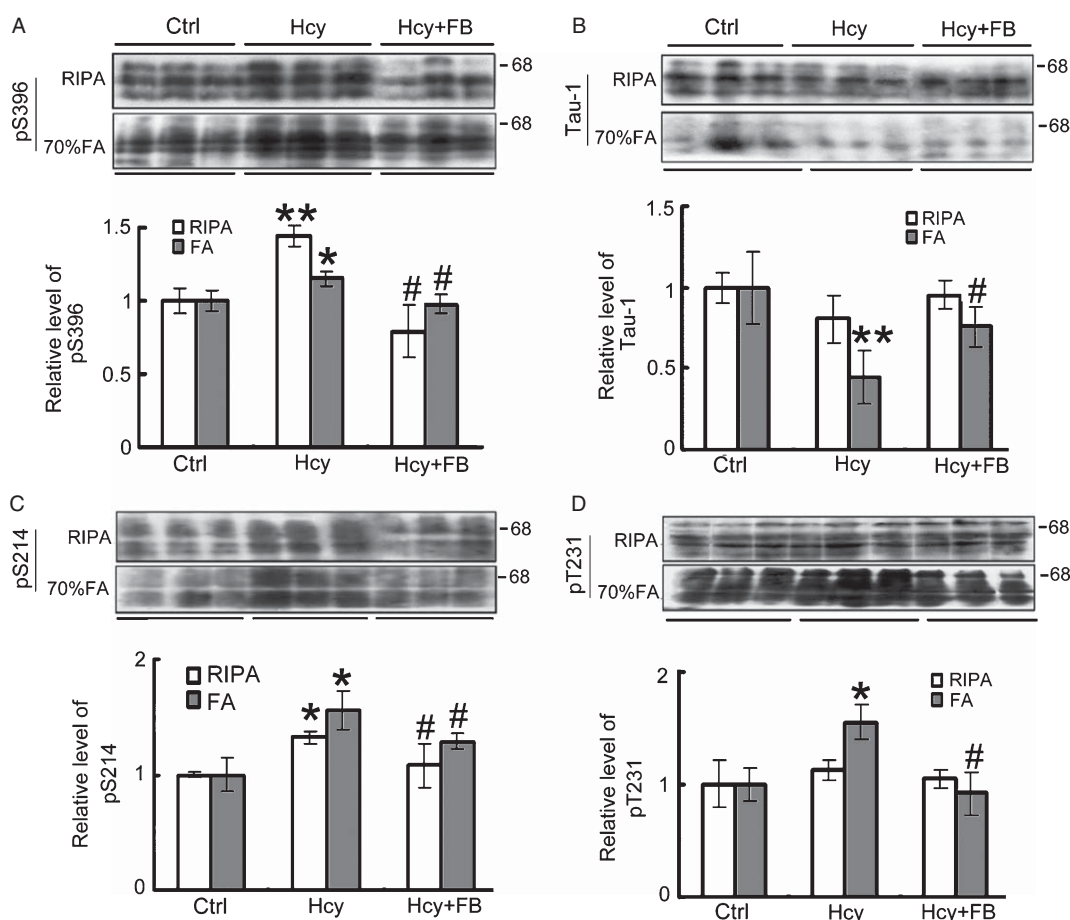 A
Ctrl Hcy Hcy+FB
pS396
RIPA
-68
70%FA
-68
** * # #
RIPA
FA
Relative level of
pS396
1.5
1
0.5
0
Ctrl Hcy Hcy+FB
B
Ctrl Hcy Hcy+FB
Tau-1
RIPA
-68
70%FA
-68
** #
RIPA
FA
Relative level of
Tau-1
1.5
1
0.5
0
Ctrl Hcy Hcy+FB
C
pS214
RIPA
-68
70%FA
-68
* * # #
RIPA
FA
Relative level of
pS214
2
1
0
Ctrl Hcy Hcy+FB
D
pT231
RIPA
-68
70%FA
-68
* #
RIPA
FA
Relative level of
pT231
2
1
0
Ctrl Hcy Hcy+FB